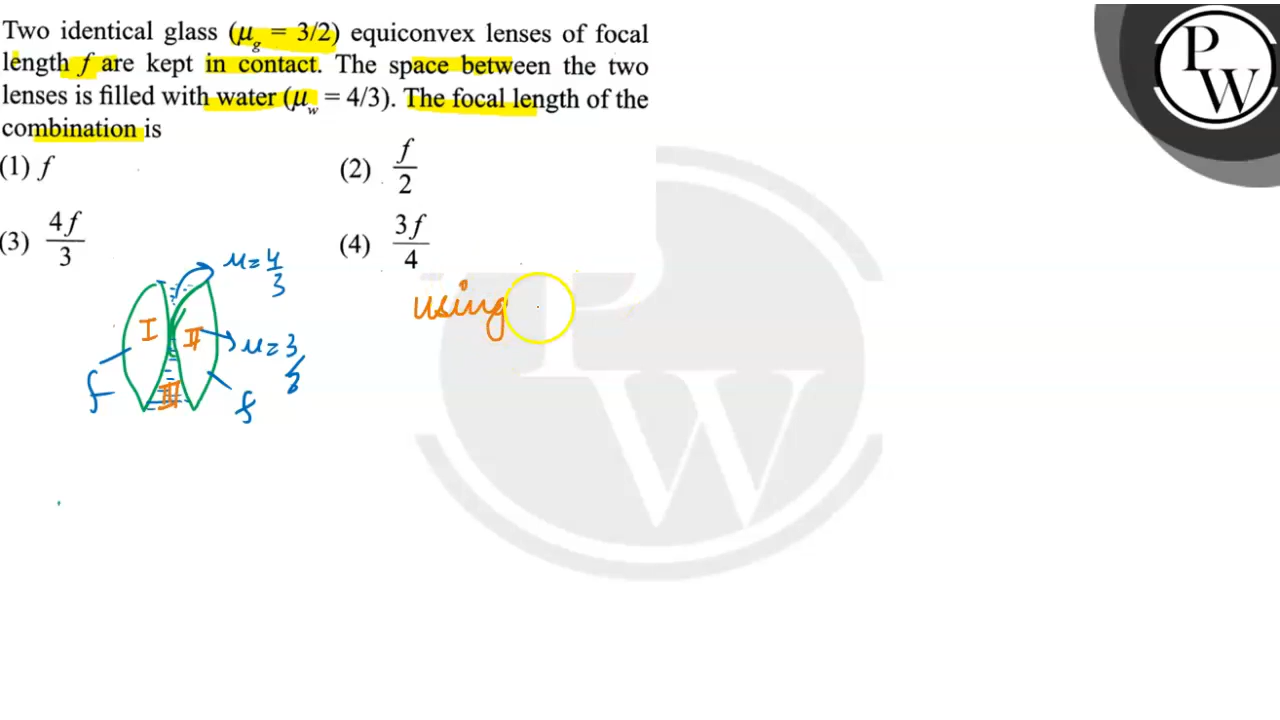 Two identical glass (μg = 3/2) equiconvex lenses of focal
length f are kept in contact. The space between the two
lenses is filled with water (μw = 4/3). The focal length of the
combination is
(1) f
(2) f/2
(3) 4f/3
(4) 3f/4
μ = 4/3
I
II
μ = 3/2
III
f
f
using
PW
PW